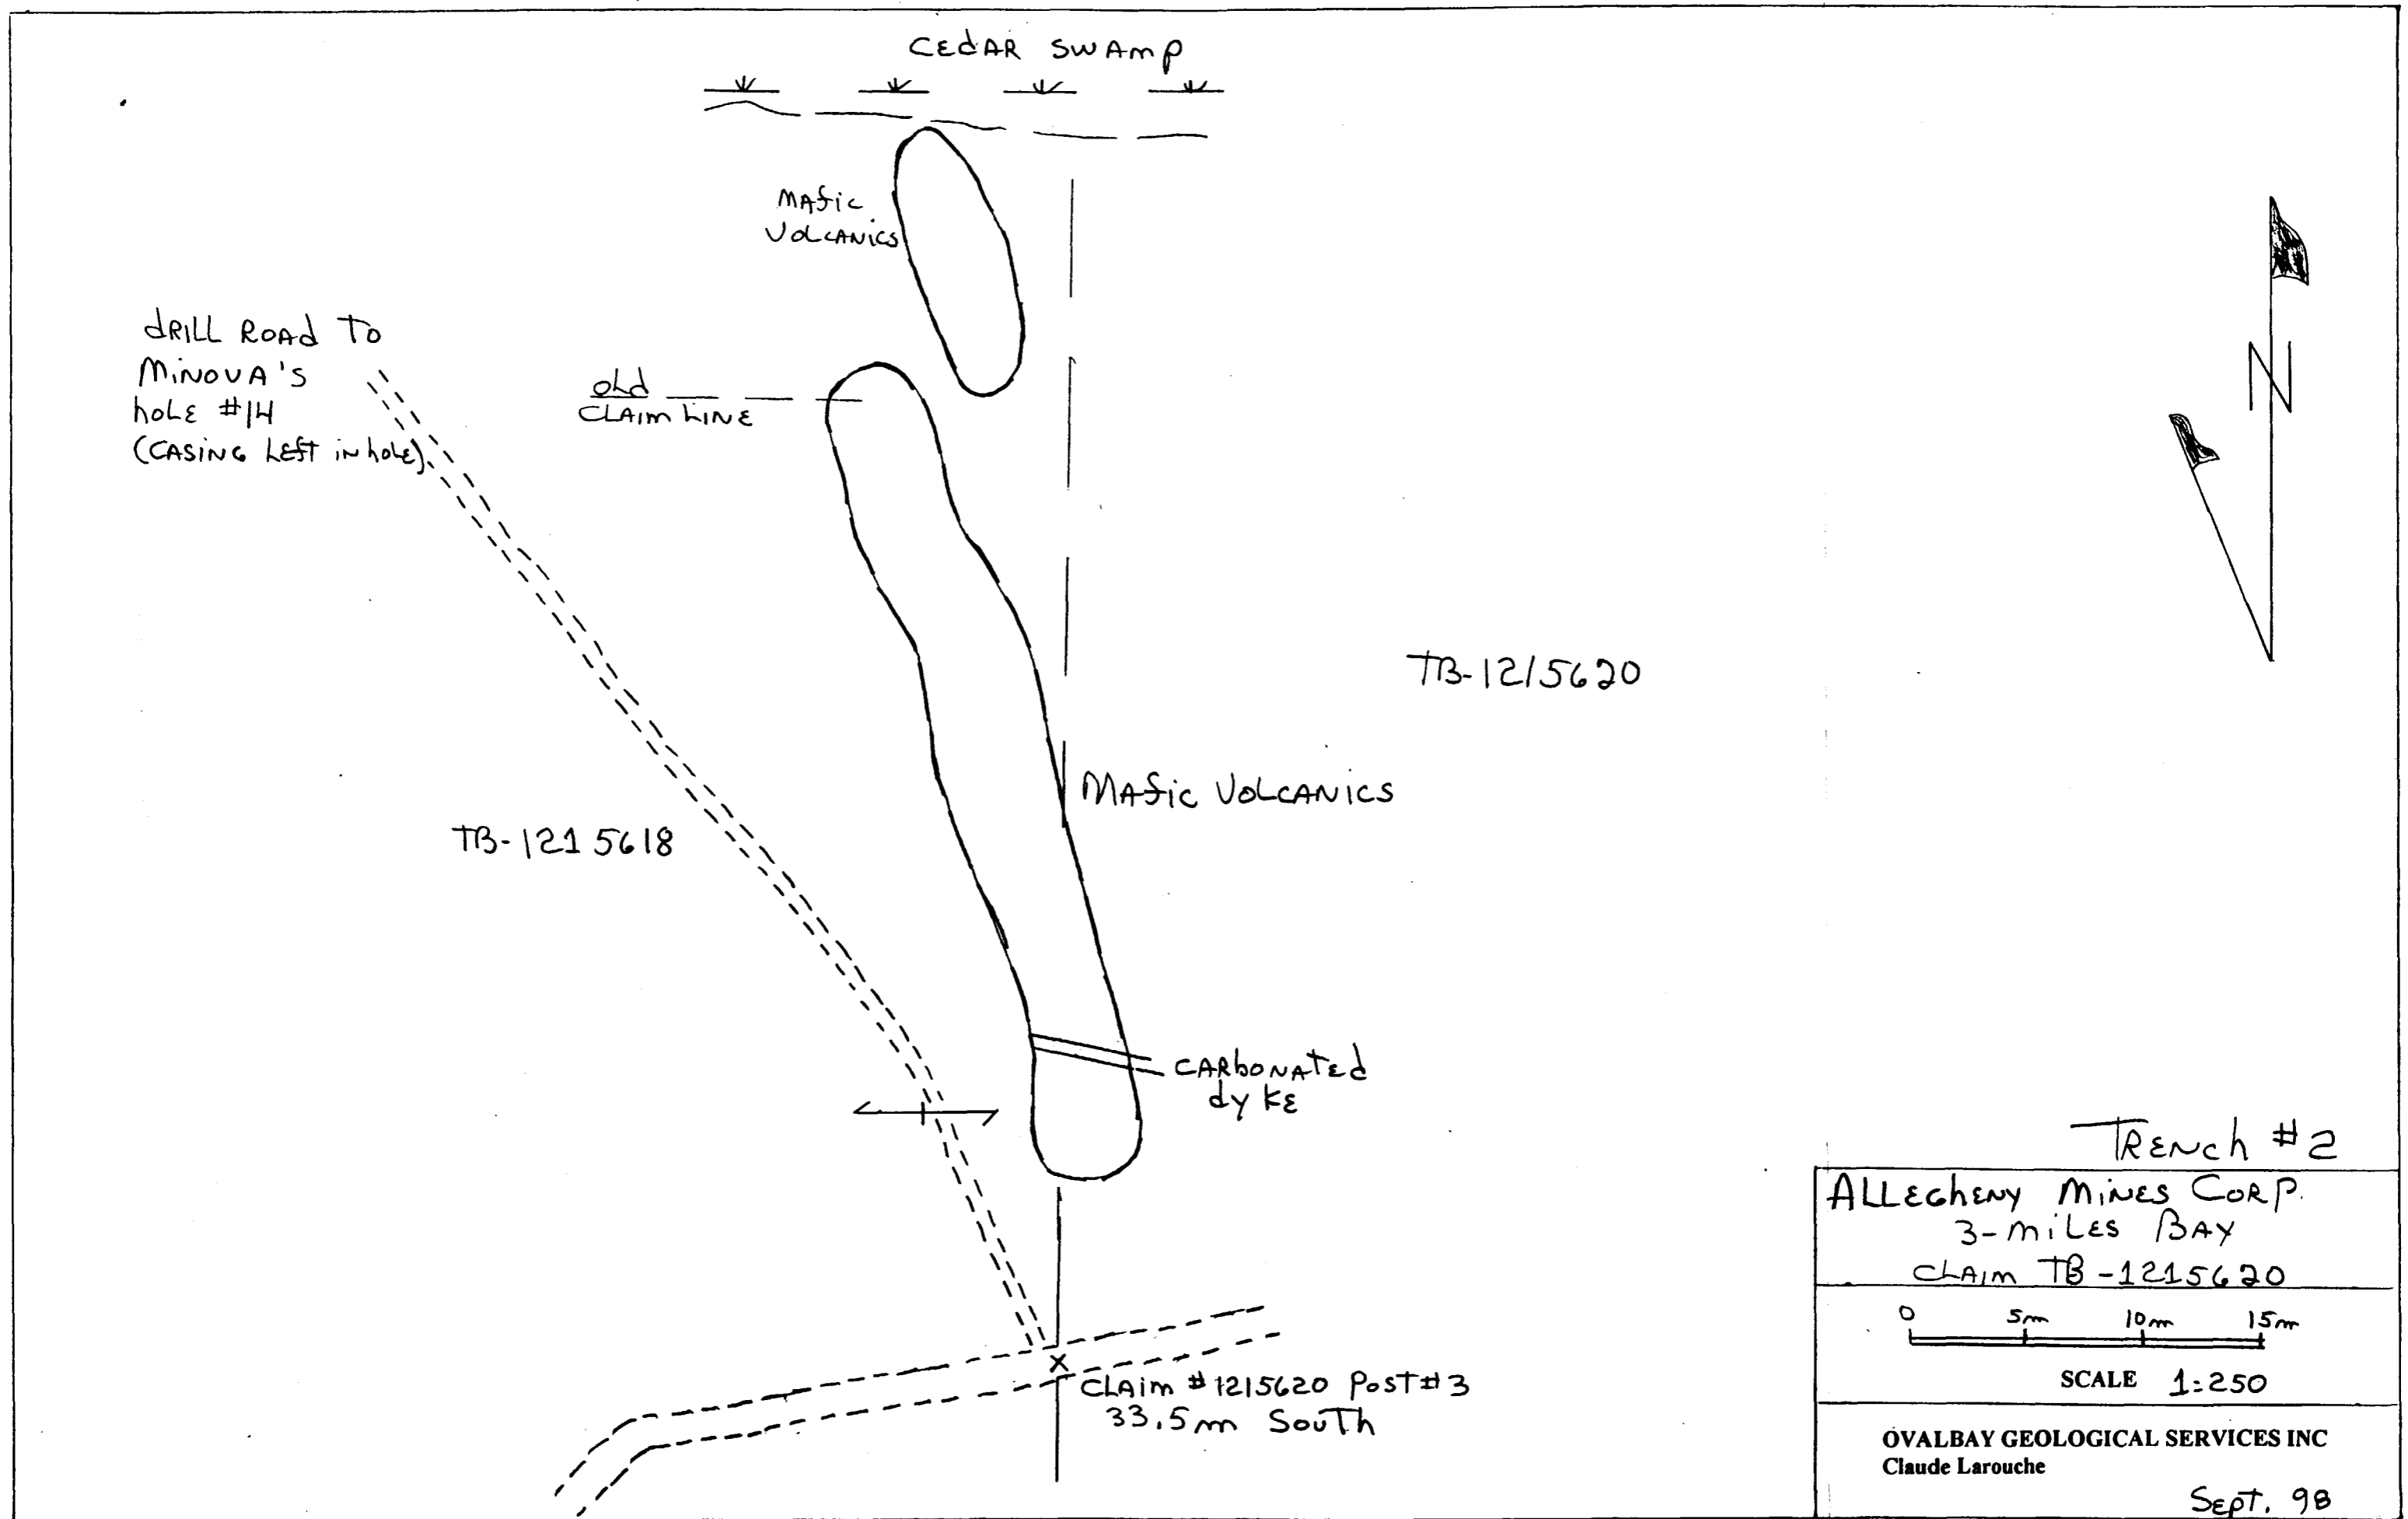 CEdAR SWAMP
MAfic
VOLCANICS
dRILL ROAD TO
MINOVA'S
hOLE #14
(CASING LEft iN hOLE)
OLd
CLAIM LINE
N
TB-1215620
MAfic VOLCANICS
TB-1215618
CARbONATEd
dykE
CLAim #1215620 POST #3
33.5m SOUTh
TRENCh #2
ALLEGhENY MINES CORP.
3-MiLES BAY
CLAIM TB-1215620
0 5m 10m 15m
SCALE 1:250
OVALBAY GEOLOGICAL SERVICES INC
Claude Larouche
SEPT. 98